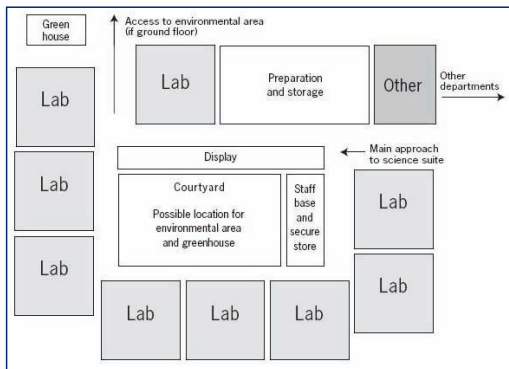 Green
house
Access to environmental area
(if ground floor)
Lab
Lab
Preparation
and storage
Other
Other
departments
Lab
Display
Main approach
to science suite
Courtyard
Possible location for
environmental area
and greenhouse
Staff
base
and
secure
store
Lab
Lab
Lab
Lab
Lab
Lab